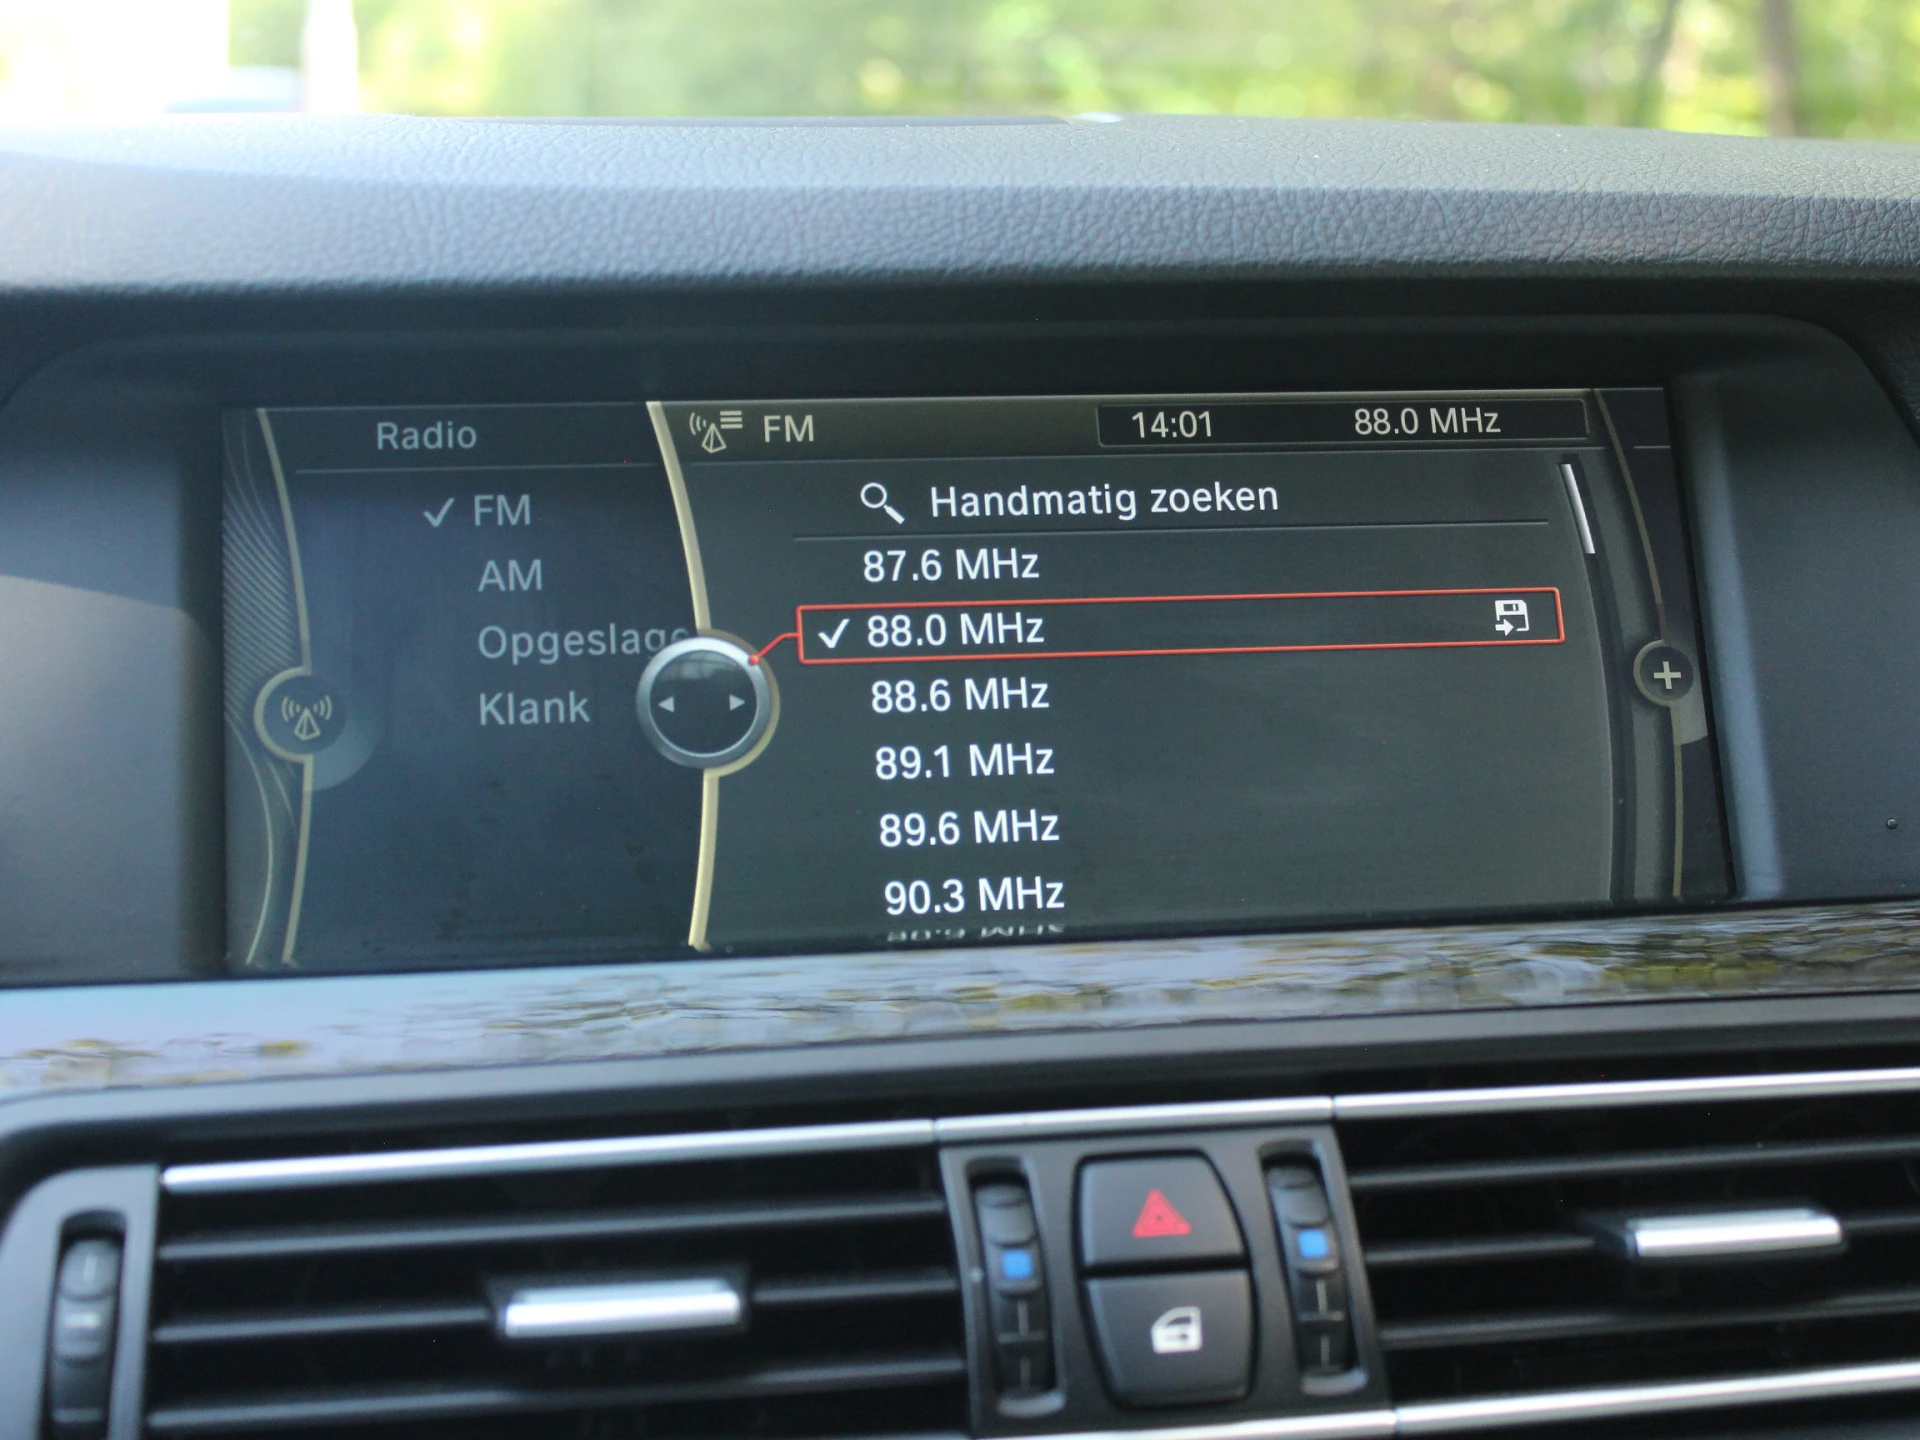 Radio
✓ FM
AM
Opgeslage
Klank
FM
14:01 88.0 MHz
Handmatig zoeken
87.6 MHz
✓ 88.0 MHz
88.6 MHz
89.1 MHz
89.6 MHz
90.3 MHz